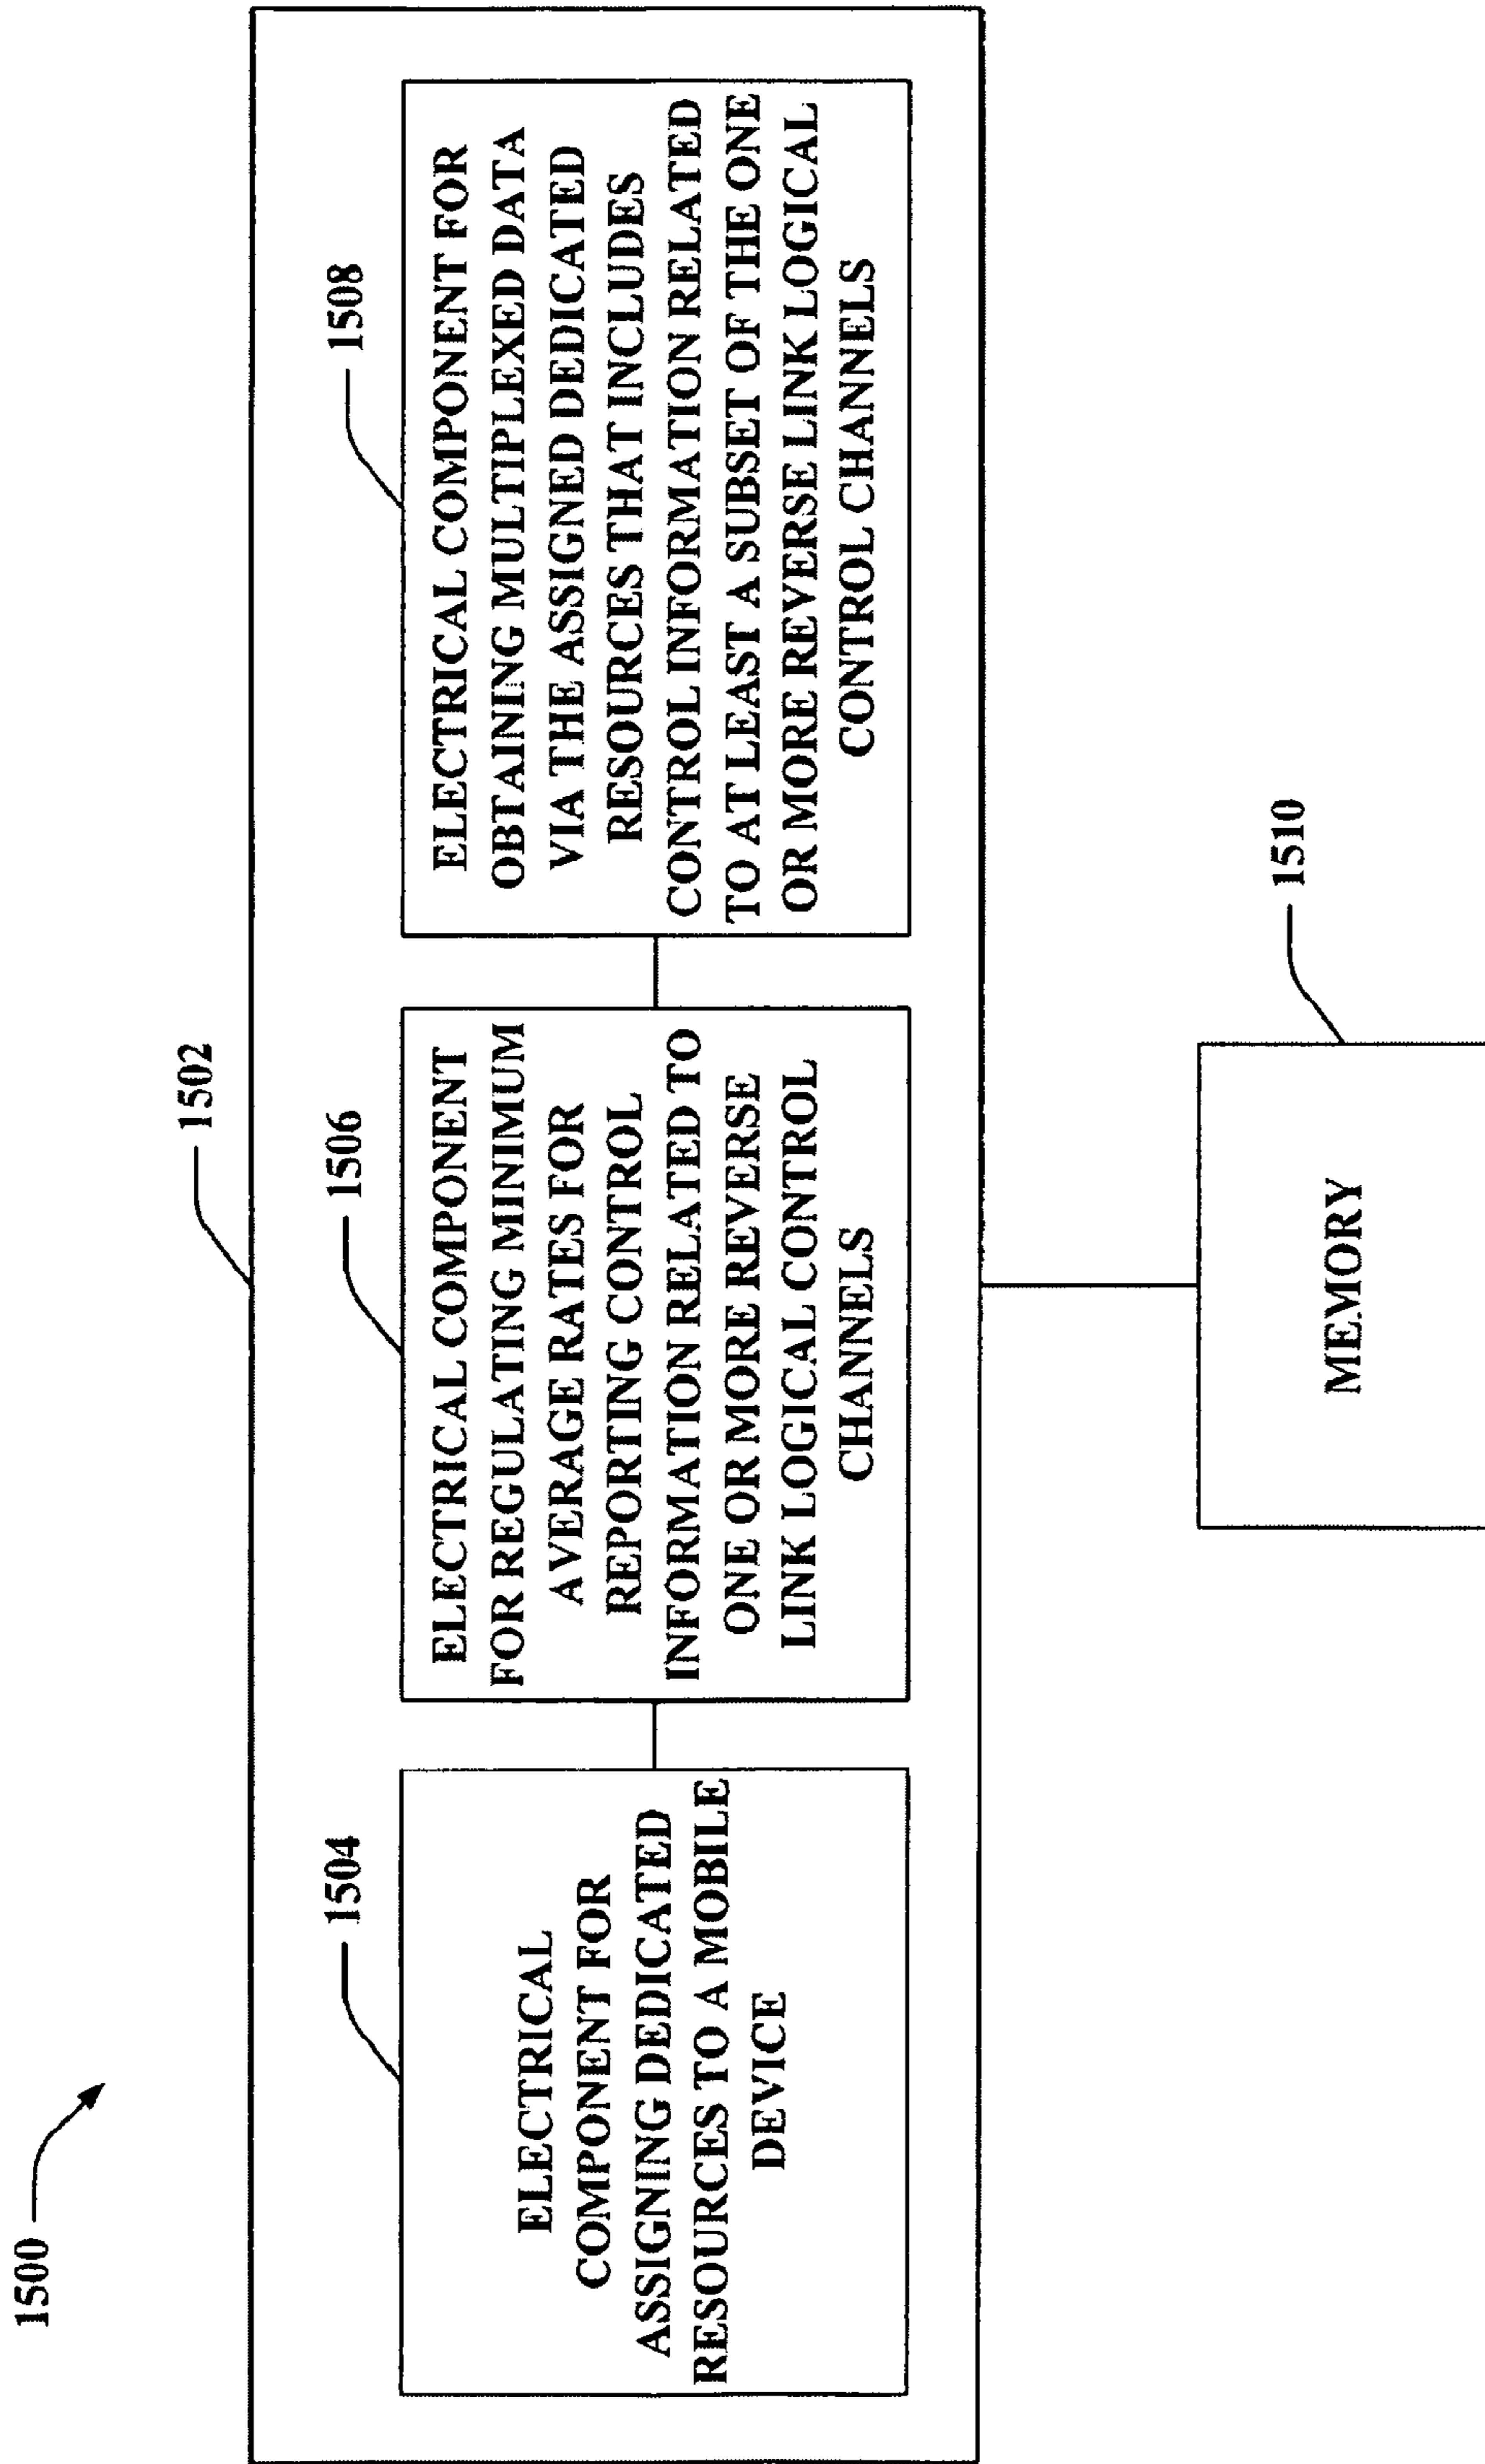 1500
1502
1504
ELECTRICAL
COMPONENT FOR
ASSIGNING DEDICATED
RESOURCES TO A MOBILE
DEVICE
1506
ELECTRICAL COMPONENT
FOR REGULATING MINIMUM
AVERAGE RATES FOR
REPORTING CONTROL
INFORMATION RELATED TO
ONE OR MORE REVERSE
LINK LOGICAL CONTROL
CHANNELS
1508
ELECTRICAL COMPONENT FOR
OBTAINING MULTIPLEXED DATA
VIA THE ASSIGNED DEDICATED
RESOURCES THAT INCLUDES
CONTROL INFORMATION RELATED
TO AT LEAST A SUBSET OF THE ONE
OR MORE REVERSE LINK LOGICAL
CONTROL CHANNELS
1510
MEMORY